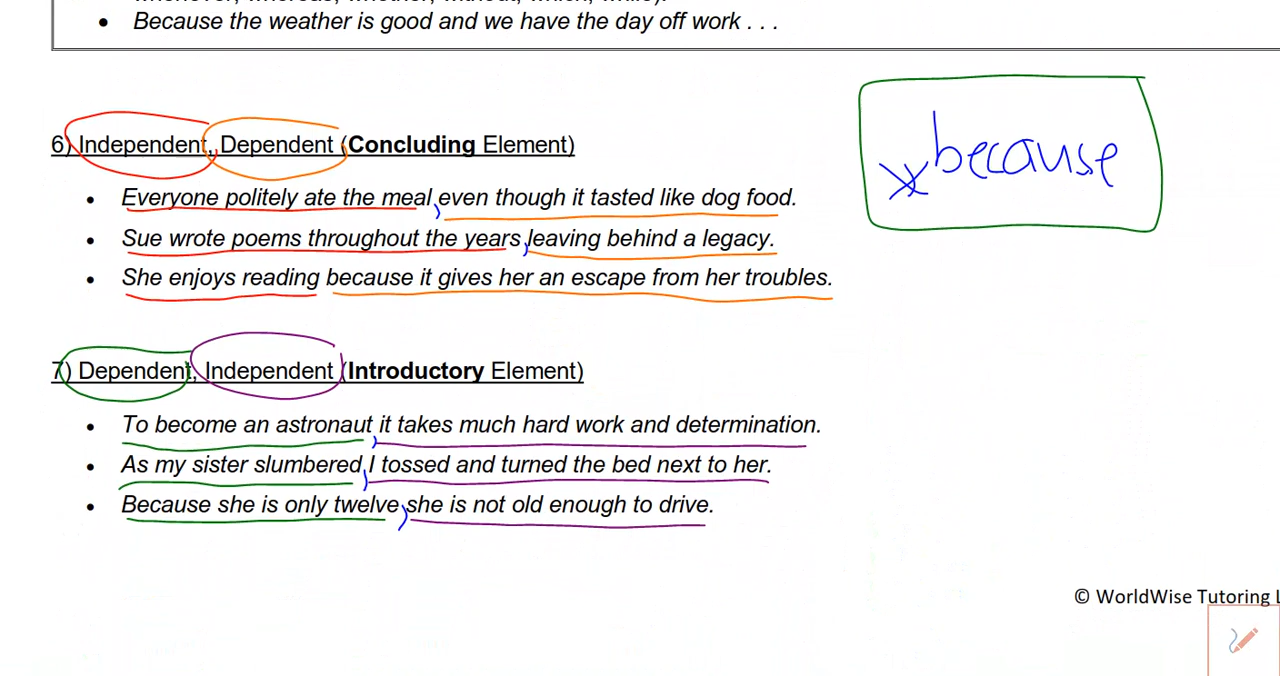 Because the weather is good and we have the day off work . . .
6) Independent, Dependent (Concluding Element)
because
Everyone politely ate the meal, even though it tasted like dog food.
Sue wrote poems throughout the years, leaving behind a legacy.
She enjoys reading because it gives her an escape from her troubles.
7) Dependent, Independent (Introductory Element)
To become an astronaut, it takes much hard work and determination.
As my sister slumbered, I tossed and turned the bed next to her.
Because she is only twelve, she is not old enough to drive.
© WorldWise Tutoring